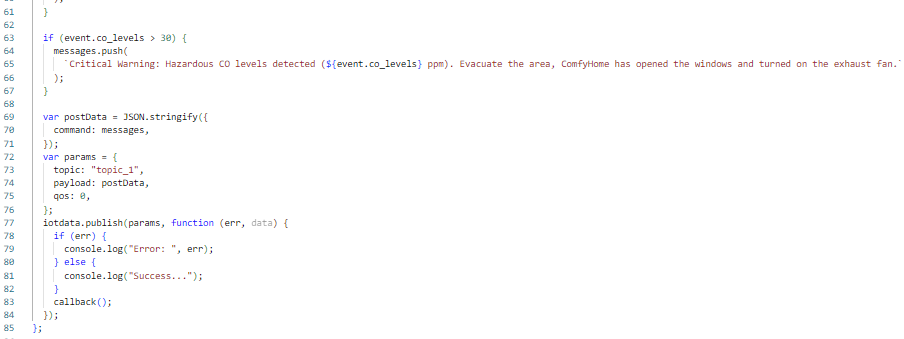 61 }
62
63 if (event.co_levels > 30) {
64 messages.push(
65 `Critical Warning: Hazardous CO levels detected (${event.co_levels} ppm). Evacuate the area, ComfyHome has opened the windows and turned on the exhaust fan.`
66 );
67 }
68
69 var postData = JSON.stringify({
70 command: messages,
71 });
72 var params = {
73 topic: "topic_1",
74 payload: postData,
75 qos: 0,
76 };
77 iotdata.publish(params, function (err, data) {
78 if (err) {
79 console.log("Error: ", err);
80 } else {
81 console.log("Success...");
82 }
83 callback();
84 });
85 };